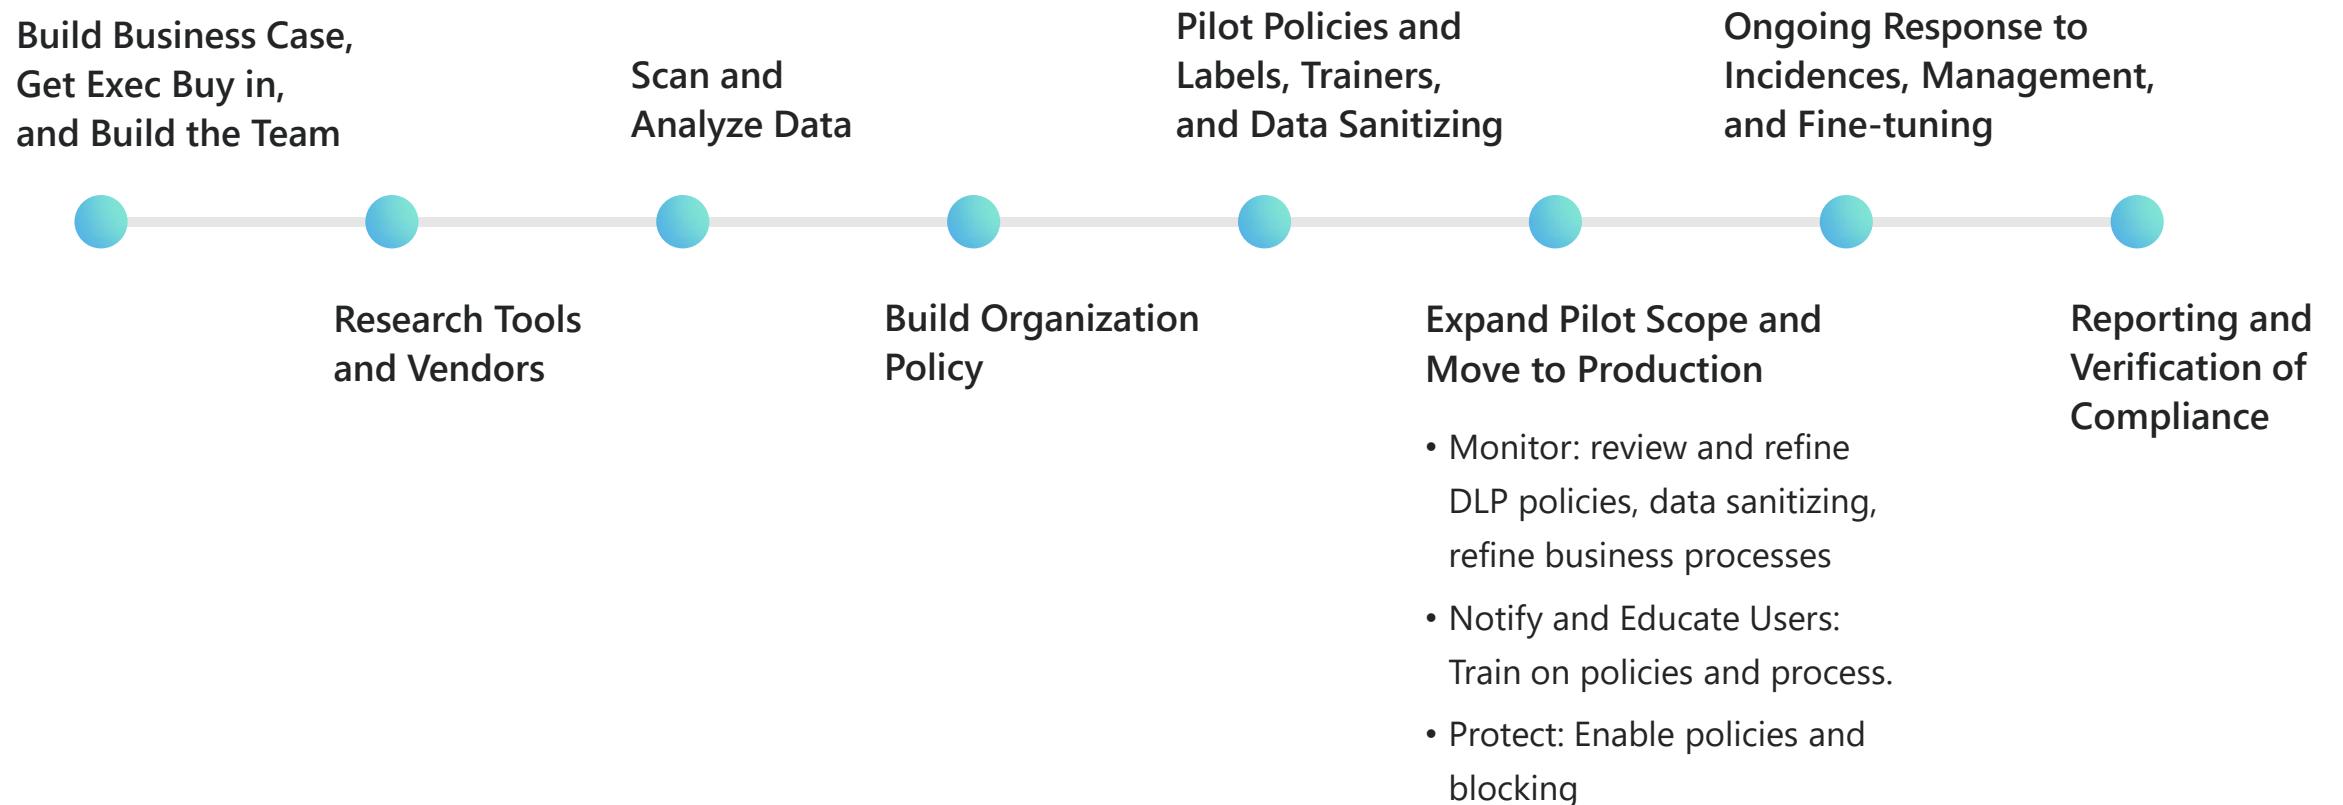 Build Business Case,
Get Exec Buy in,
and Build the Team
Research Tools
and Vendors
Scan and
Analyze Data
Build Organization
Policy
Pilot Policies and
Labels, Trainers,
and Data Sanitizing
Expand Pilot Scope and
Move to Production
• Monitor: review and refine
DLP policies, data sanitizing,
refine business processes
• Notify and Educate Users:
Train on policies and process.
• Protect: Enable policies and
blocking
Ongoing Response to
Incidences, Management,
and Fine-tuning
Reporting and
Verification of
Compliance